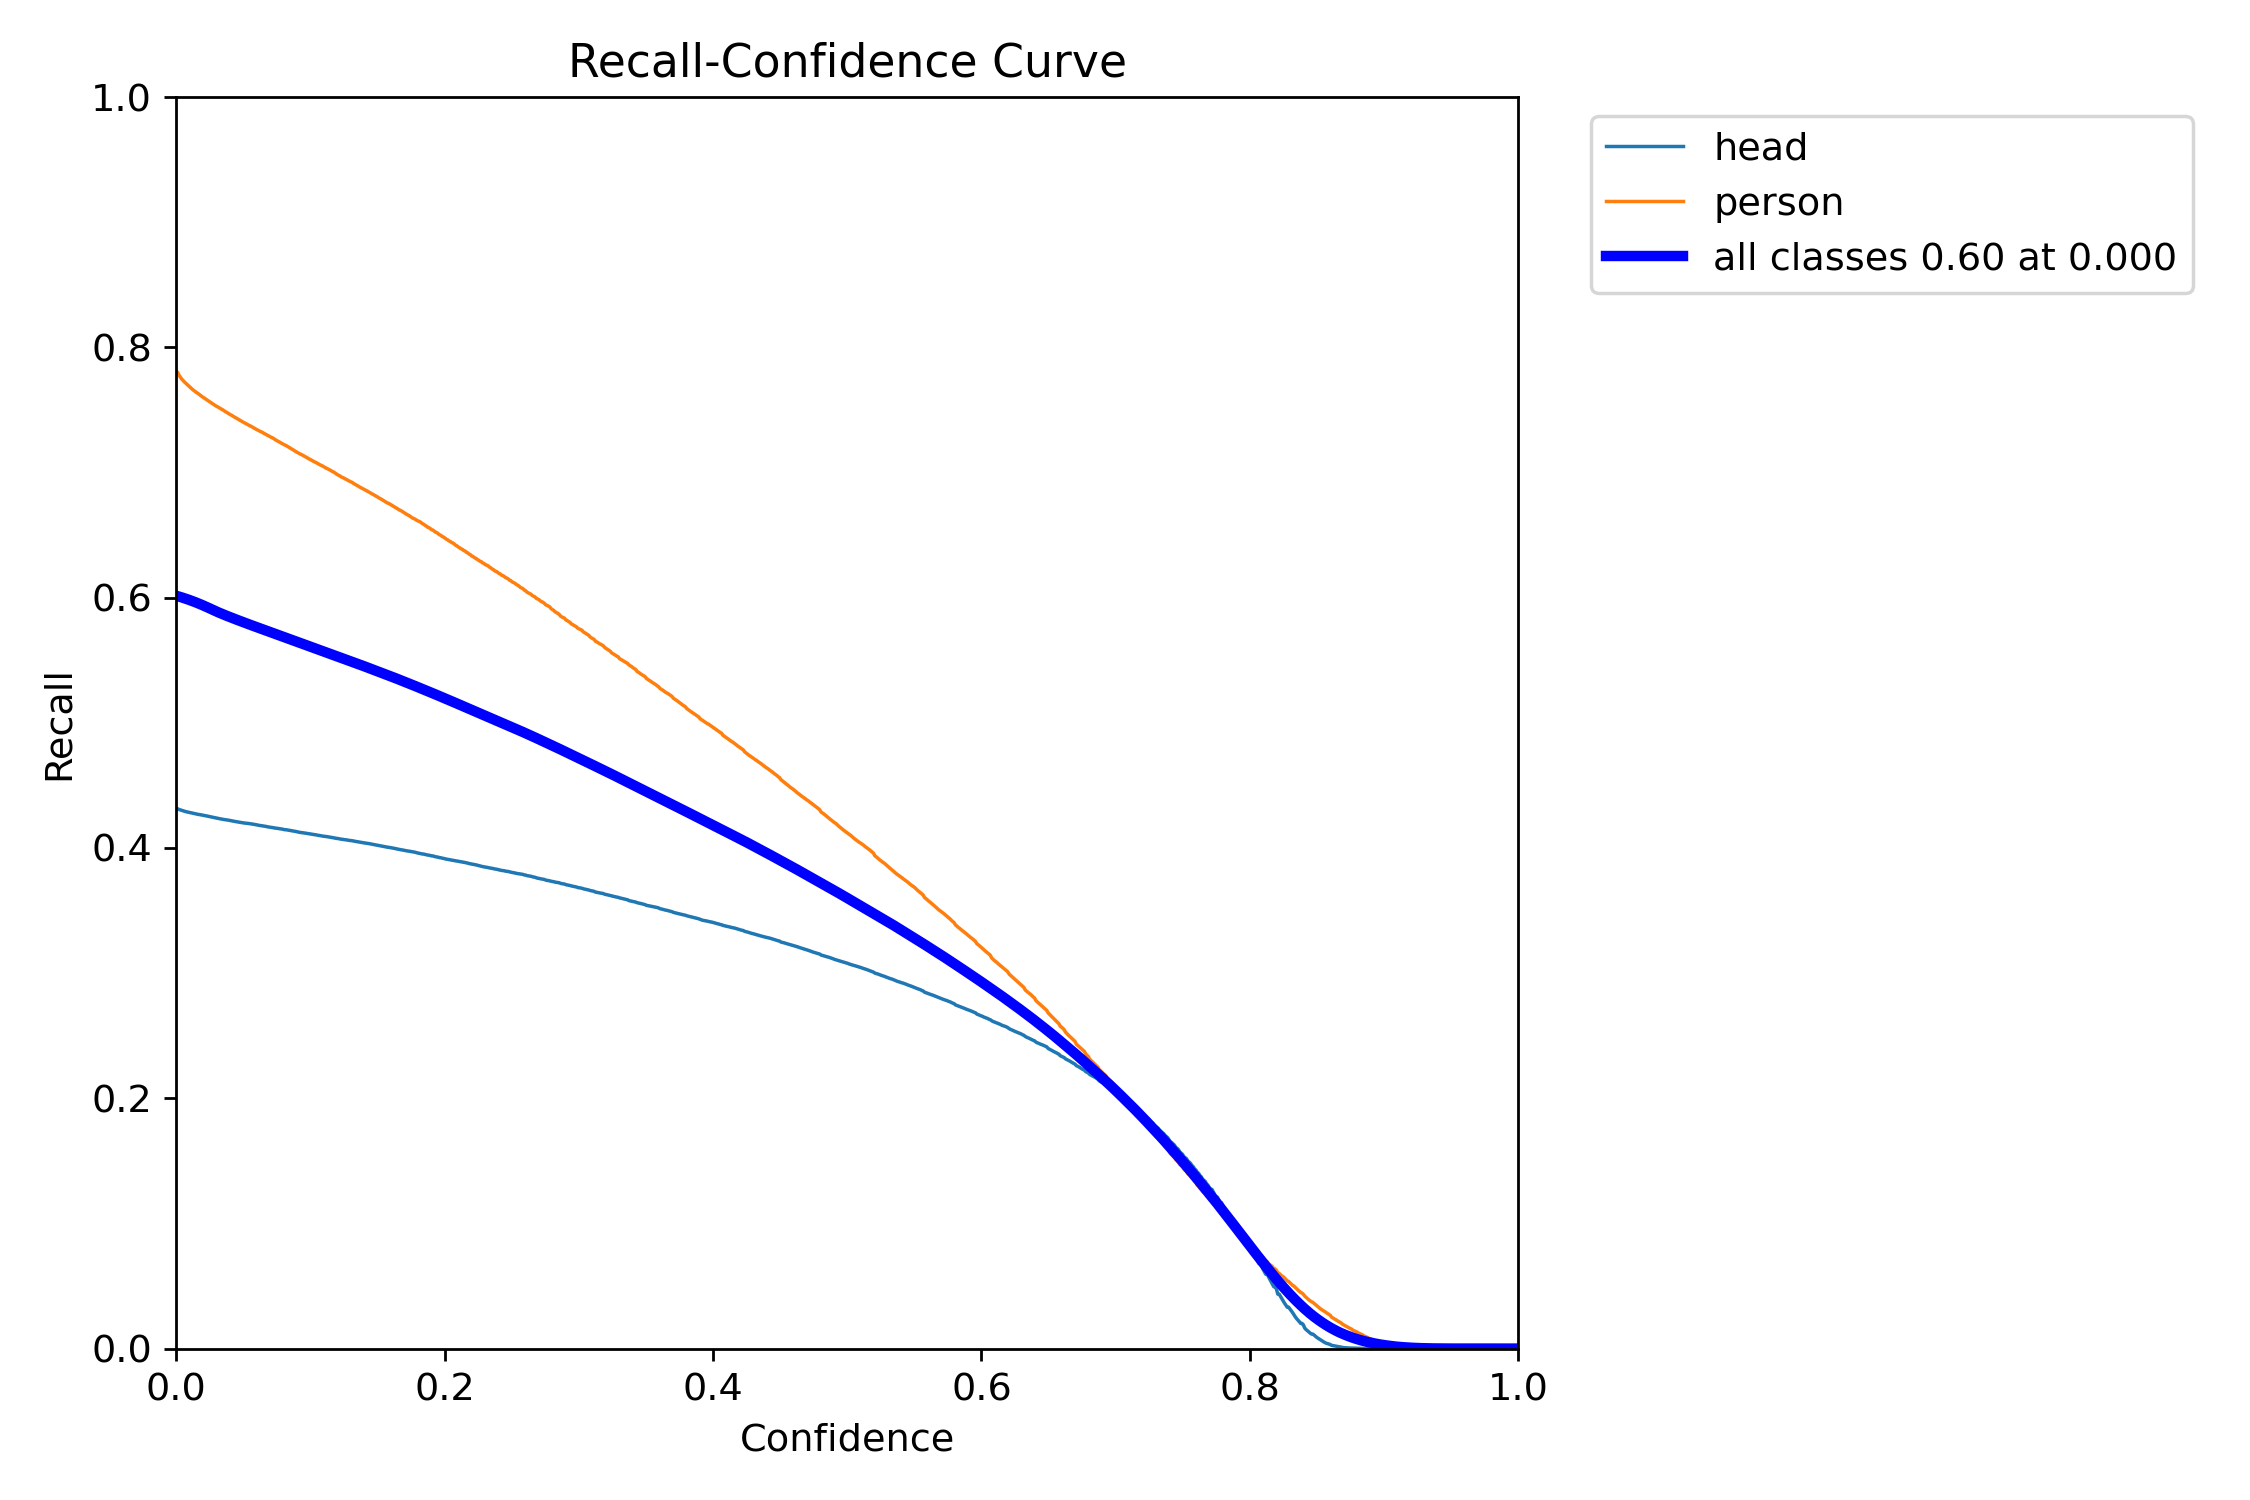 Recall-Confidence Curve
1.0
0.8
0.6
0.4
0.2
0.0
Recall
0.0 0.2 0.4 0.6 0.8 1.0
Confidence
head
person
all classes 0.60 at 0.000